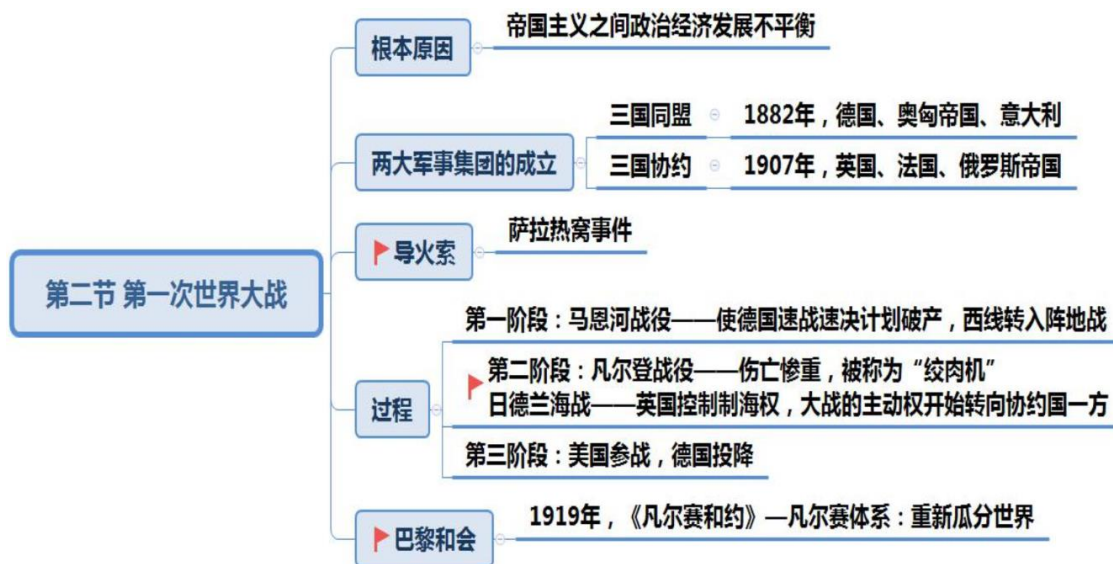 第二节 第一次世界大战
根本原因
帝国主义之间政治经济发展不平衡
两大军事集团的成立
三国同盟
1882年，德国、奥匈帝国、意大利
三国协约
1907年，英国、法国、俄罗斯帝国
导火索
萨拉热窝事件
过程
第一阶段：马恩河战役——使德国速战速决计划破产，西线转入阵地战
第二阶段：凡尔登战役——伤亡惨重，被称为“绞肉机”
日德兰海战——英国控制制海权，大战的主动权开始转向协约国一方
第三阶段：美国参战，德国投降
巴黎和会
1919年，《凡尔赛和约》—凡尔赛体系：重新瓜分世界